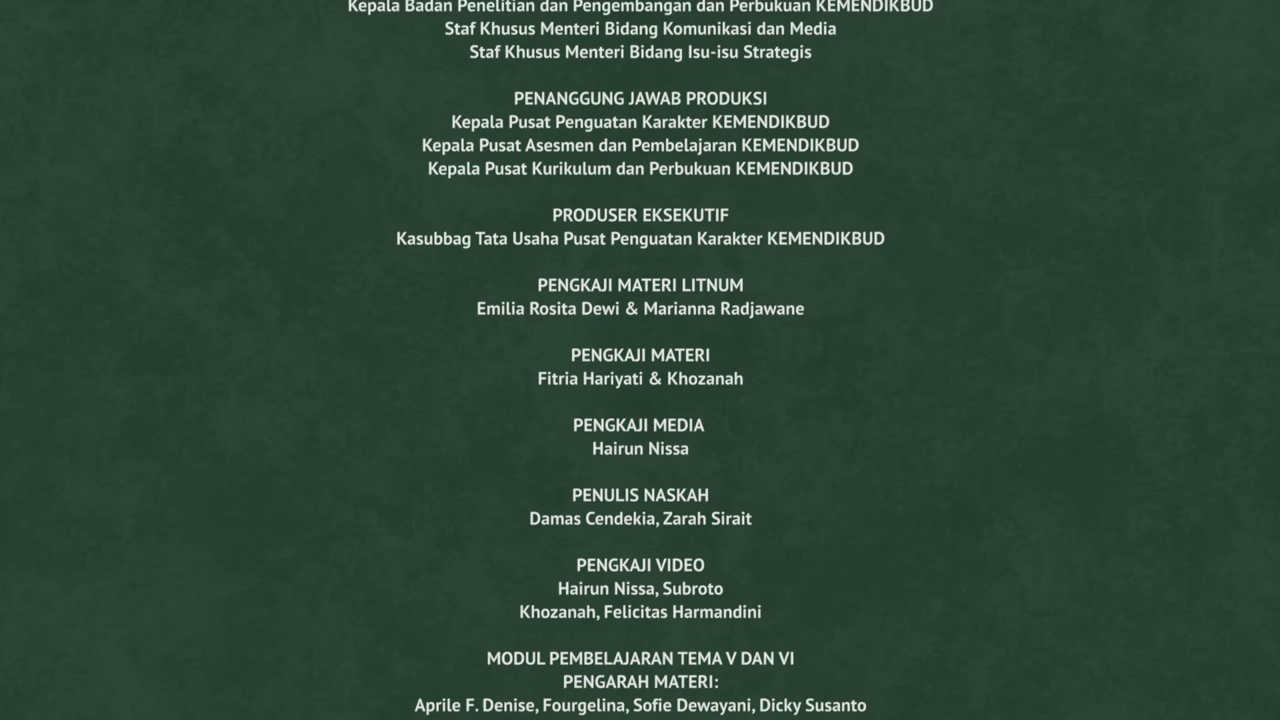 Kepala Badan Penelitian dan Pengembangan dan Perbukuan KEMENDIKBUD
Staf Khusus Menteri Bidang Komunikasi dan Media
Staf Khusus Menteri Bidang Isu-isu Strategis
PENANGGUNG JAWAB PRODUKSI
Kepala Pusat Penguatan Karakter KEMENDIKBUD
Kepala Pusat Asesmen dan Pembelajaran KEMENDIKBUD
Kepala Pusat Kurikulum dan Perbukuan KEMENDIKBUD
PRODUSER EKSEKUTIF
Kasubbag Tata Usaha Pusat Penguatan Karakter KEMENDIKBUD
PENGKAJI MATERI LITNUM
Emilia Rosita Dewi & Marianna Radjawane
PENGKAJI MATERI
Fitria Hariyati & Khozanah
PENGKAJI MEDIA
Hairun Nissa
PENULIS NASKAH
Damas Cendekia, Zarah Sirait
PENGKAJI VIDEO
Hairun Nissa, Subroto
Khozanah, Felicitas Harmandini
MODUL PEMBELAJARAN TEMA V DAN VI
PENGARAH MATERI:
Aprile F. Denise, Fourgelina, Sofie Dewayani, Dicky Susanto